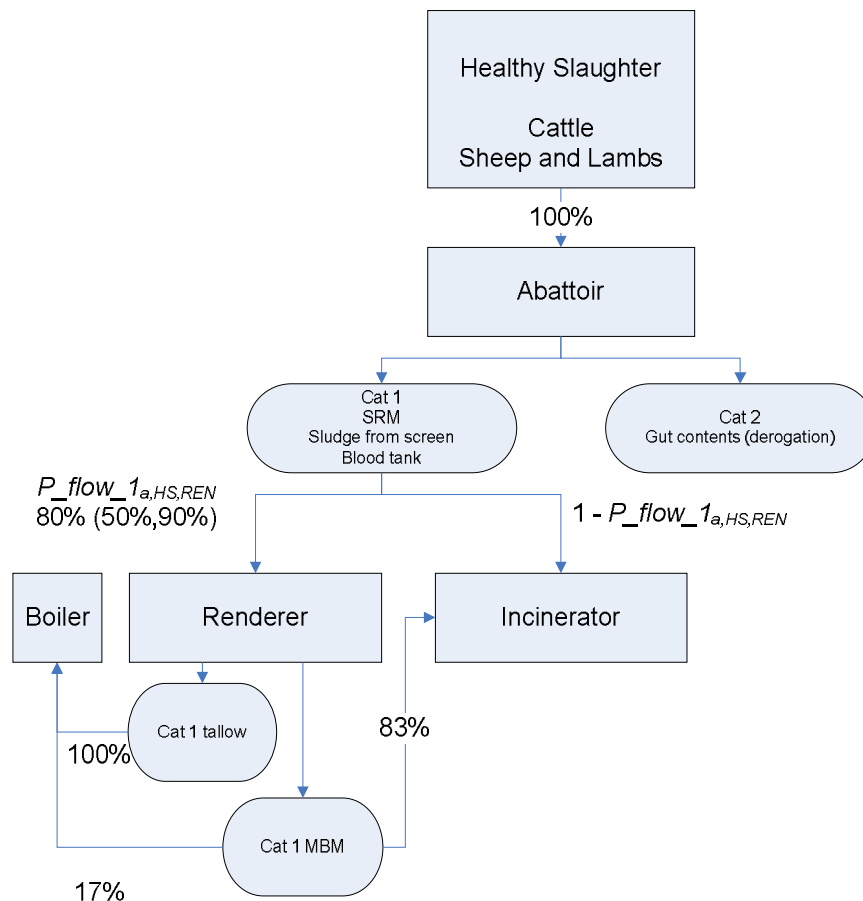 Healthy Slaughter
Cattle
Sheep and Lambs
100%
Abattoir
Cat 1
SRM
Sludge from screen
Blood tank
Cat 2
Gut contents (derogation)
P_flow_1a,HS,REN
80% (50%,90%)
1 - P_flow_1a,HS,REN
Boiler
Renderer
Incinerator
Cat 1 tallow
100%
83%
Cat 1 MBM
17%